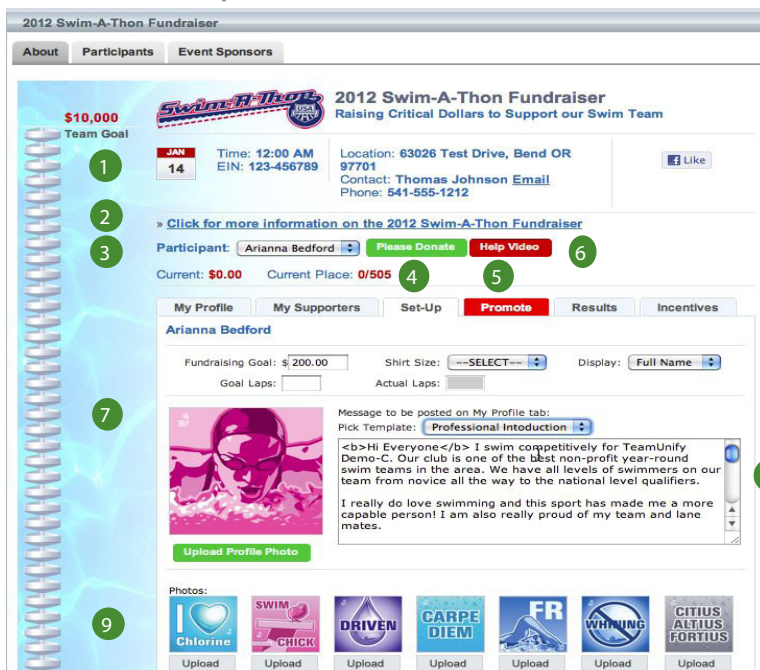 2012 Swim-A-Thon Fundraiser
About Participants Event Sponsors
$10,000
Team Goal
Swim-A-Thon
USA
2012 Swim-A-Thon Fundraiser
Raising Critical Dollars to Support our Swim Team
1
JAN
14
Time: 12:00 AM
EIN: 123-456789
Location: 63026 Test Drive, Bend OR
97701
Contact: Thomas Johnson Email
Phone: 541-555-1212
Like
2
» Click for more information on the 2012 Swim-A-Thon Fundraiser
3
Participant: Arianna Bedford Please Donate Help Video
6
Current: $0.00 Current Place: 0/505
4
5
My Profile My Supporters Set-Up Promote Results Incentives
Arianna Bedford
Fundraising Goal: $ 200.00 Shirt Size: --SELECT-- Display: Full Name
Goal Laps: Actual Laps:
7
Message to be posted on My Profile tab:
Pick Template: Professional Intoduction
<b>Hi Everyone</b> I swim competitively for TeamUnify
Demo-C. Our club is one of the best non-profit year-round
swim teams in the area. We have all levels of swimmers on our
team from novice all the way to the national level qualifiers.
I really do love swimming and this sport has made me a more
capable person! I am also really proud of my team and lane
mates.
Upload Profile Photo
Photos:
9
I
Chlorine
SWIM
CHICK
DRIVEN
CARPE
DIEM
FR
WHINING
CITIUS
ALTIUS
FORTIUS
Upload Upload Upload Upload Upload Upload Upload